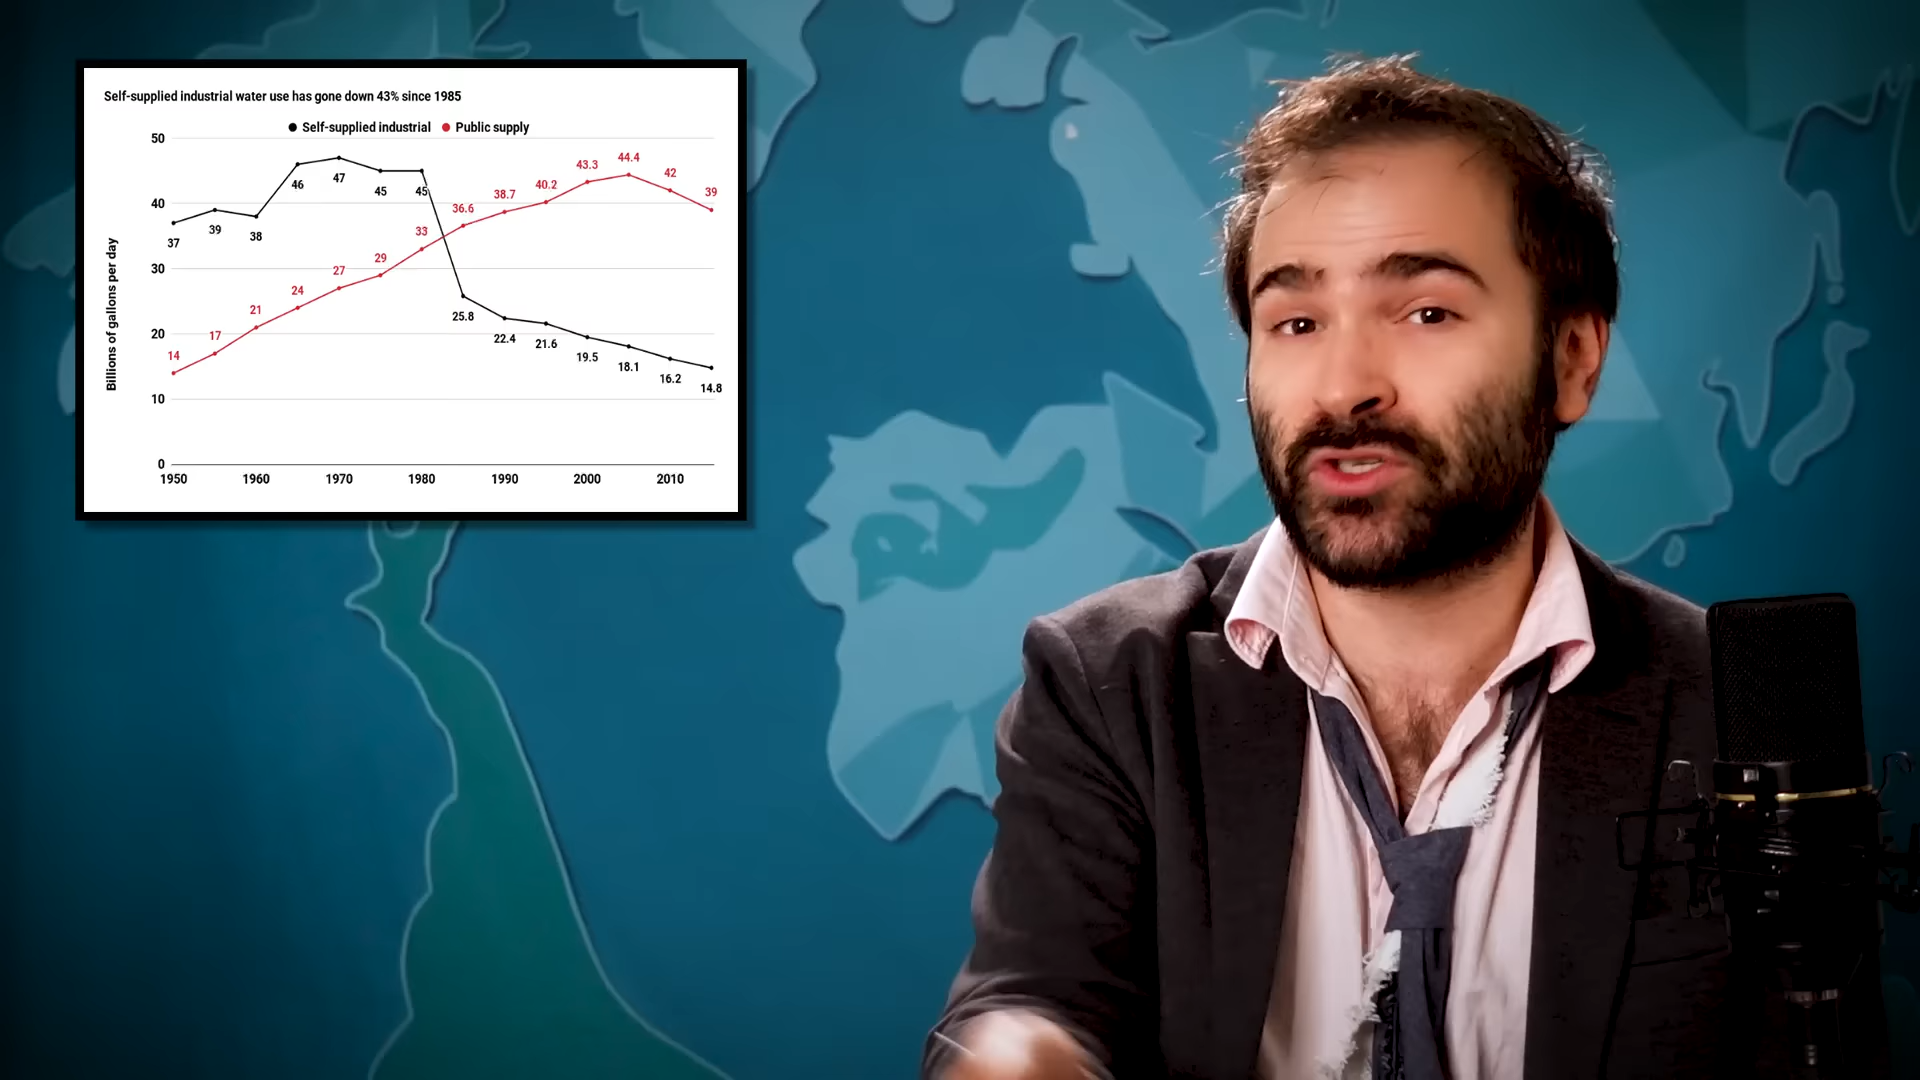 Self-supplied industrial water use has gone down 43% since 1985
Self-supplied industrial Public supply
Billions of gallons per day
50
40
30
20
10
0
37 39 38 46 47 45 45 25.8 22.4 21.6 19.5 18.1 16.2 14.8
14 17 21 24 27 29 33 36.6 38.7 40.2 43.3 44.4 42 39
1950 1960 1970 1980 1990 2000 2010